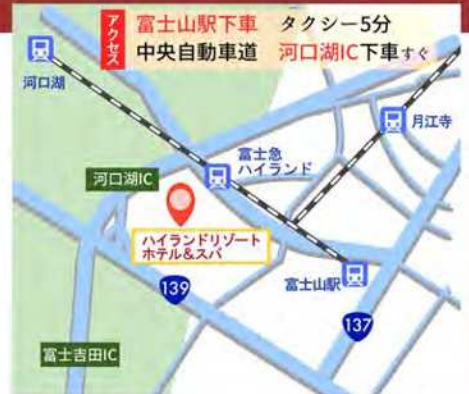 アクセス
富士山駅下車 タクシー5分
中央自動車道 河口湖IC下車すぐ
河口湖
月江寺
富士急
ハイランド
河口湖IC
ハイランドリゾート
ホテル&スパ
139
富士山駅
137
富士吉田IC